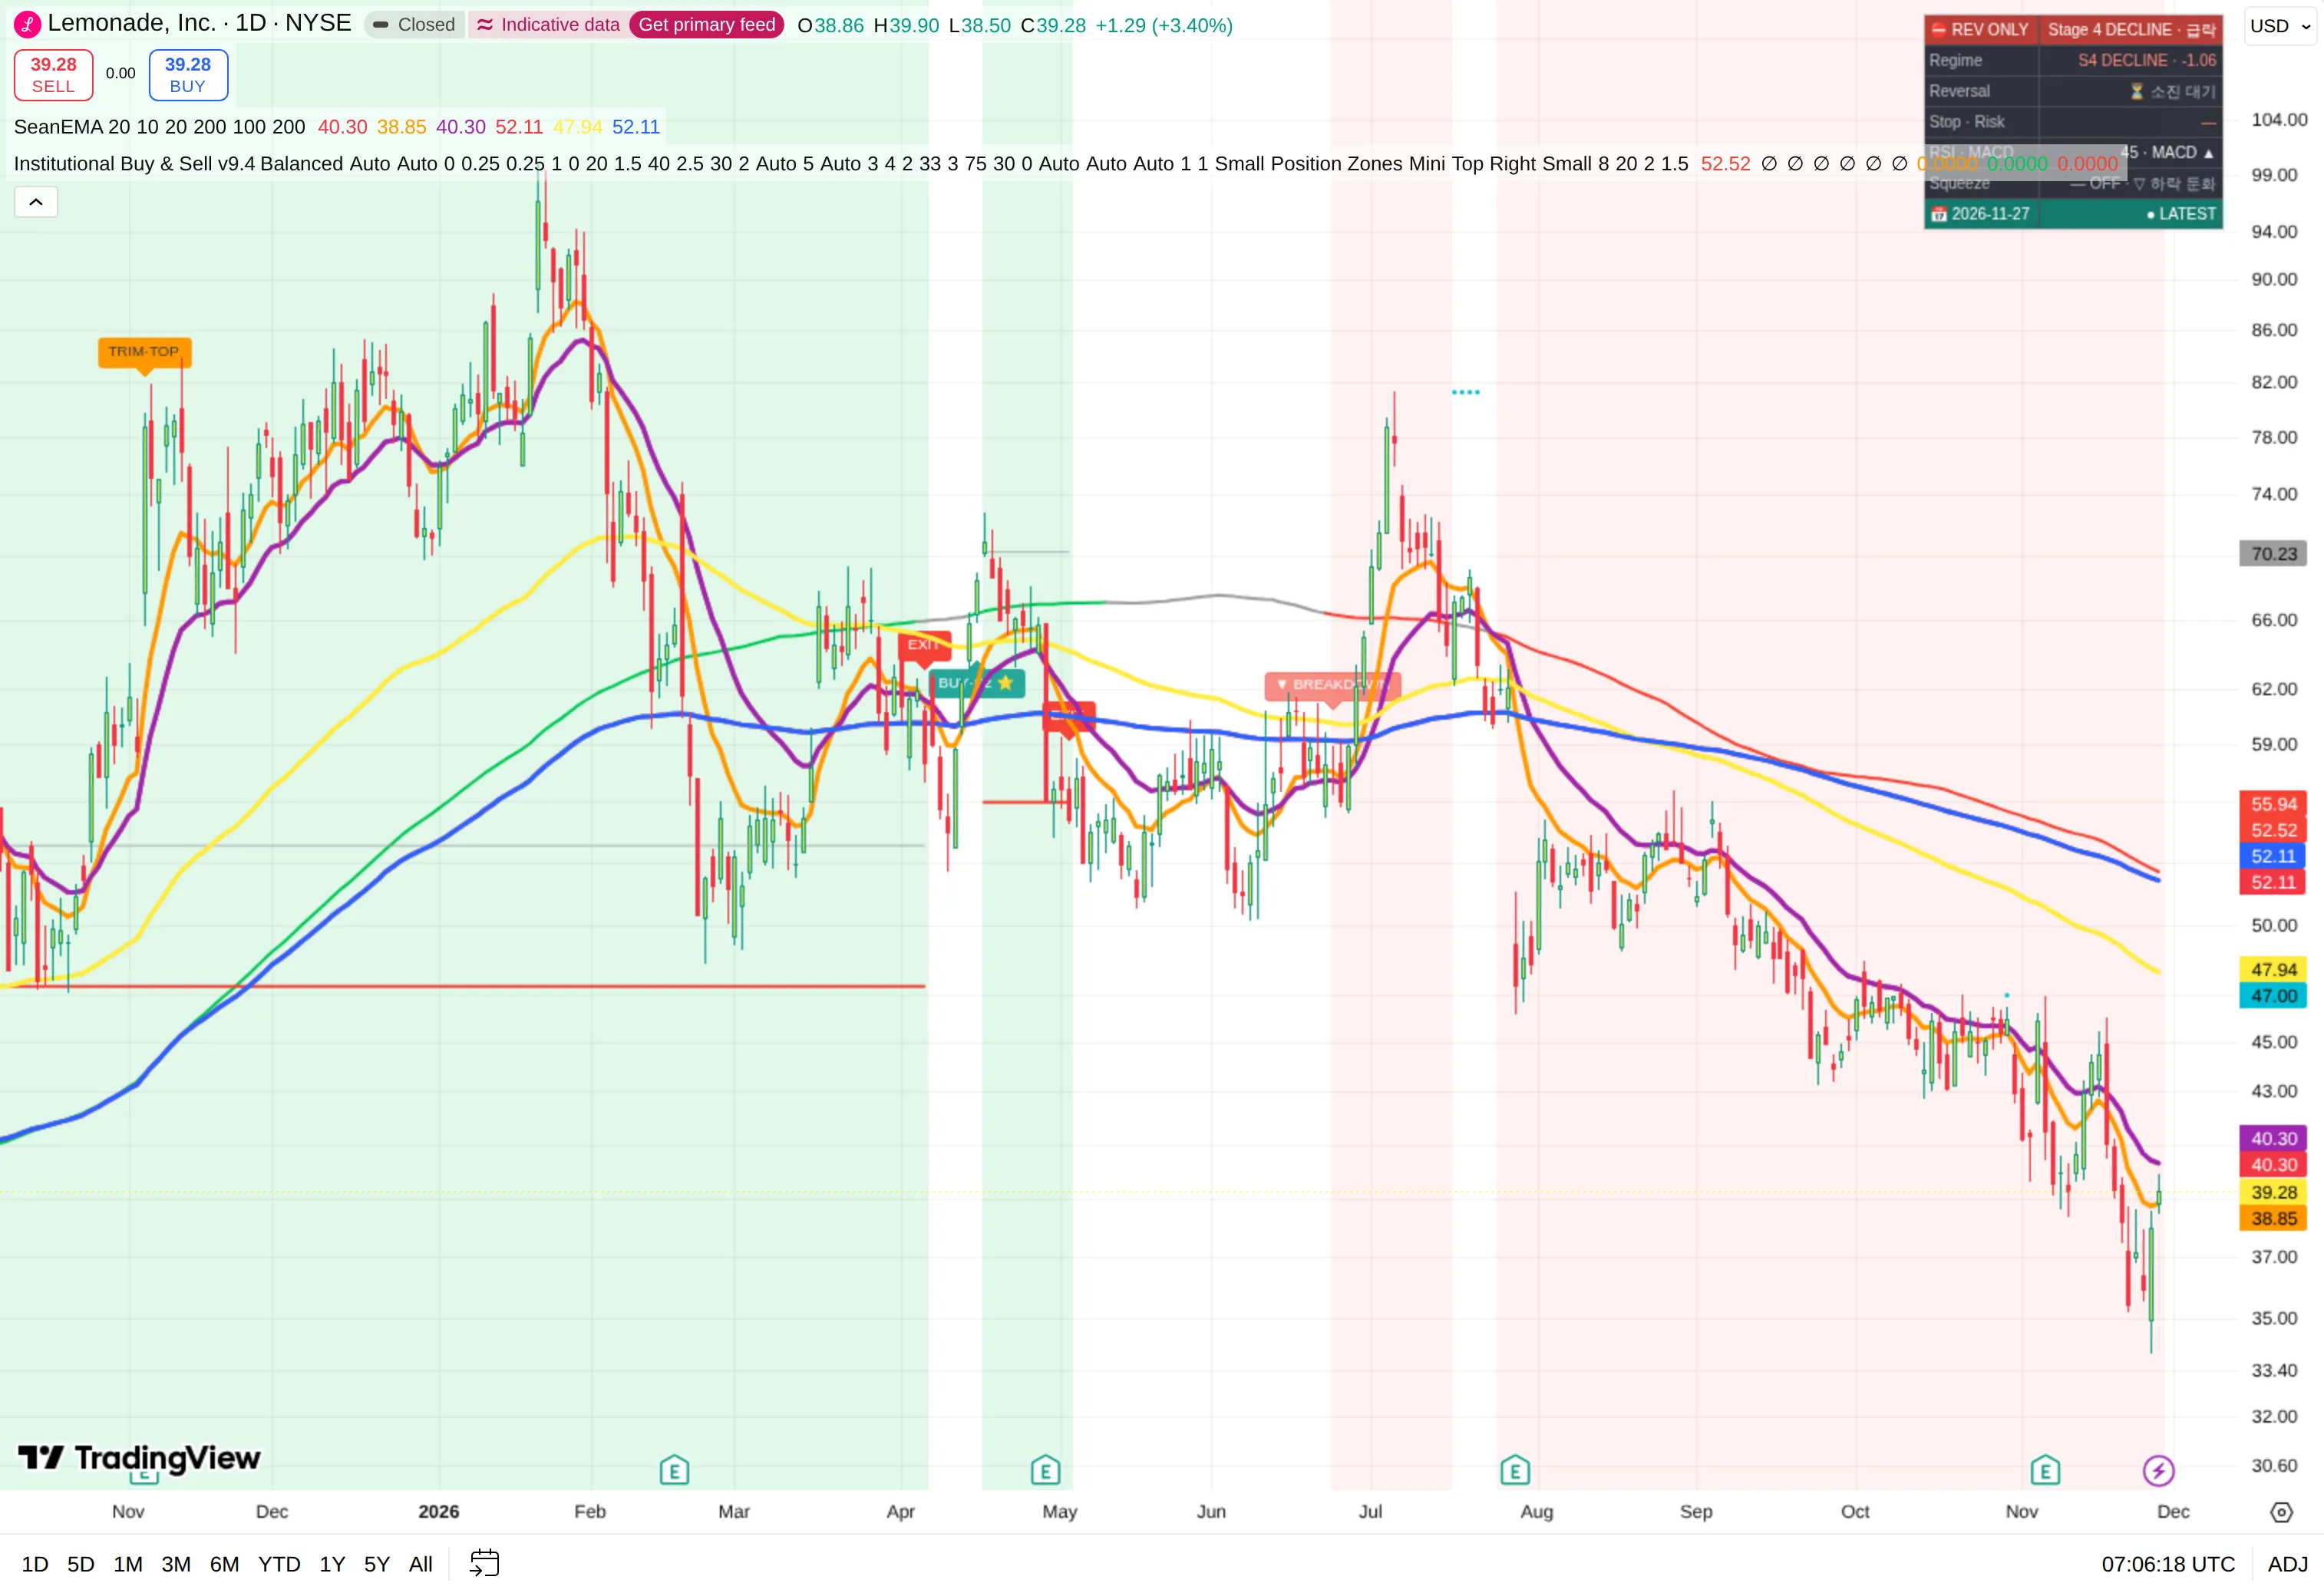 Lemonade, Inc. · 1D · NYSE Closed Indicative data Get primary feed O38.86 H39.90 L38.50 C39.28 +1.29 (+3.40%)
39.28 SELL 0.00 39.28 BUY
SeanEMA 20 10 20 200 100 200 40.30 38.85 40.30 52.11 47.94 52.11
Institutional Buy & Sell v9.4 Balanced Auto Auto 0 0.25 0.25 1 0 20 1.5 40 2.5 30 2 Auto 5 Auto 3 4 2 33 3 75 30 0 Auto Auto Auto 1 1 Small Position Zones Mini Top Right Small 8 20 2 1.5 52.52 ∅ ∅ ∅ ∅ ∅ ∅ 0.0000 0.0000 0.0000
⛔ REV ONLY Stage 4 DECLINE · 급락
Regime S4 DECLINE · -1.06
Reversal ⏳ 소진 대기
Stop · Risk —
RSI · MACD 45 · MACD ▲
Squeeze — OFF · ▽ 하락 둔화
📅 2026-11-27 ● LATEST
USD
104.00
99.00
94.00
90.00
86.00
82.00
78.00
74.00
70.23
66.00
62.00
59.00
55.94
52.52
52.11
52.11
50.00
47.94
47.00
45.00
43.00
40.30
40.30
39.28
38.85
37.00
35.00
33.40
32.00
30.60
TRIM-TOP
EXIT
▼ BREAKDOWN
TradingView
E E E E E
Nov Dec 2026 Feb Mar Apr May Jun Jul Aug Sep Oct Nov Dec
1D 5D 1M 3M 6M YTD 1Y 5Y All 07:06:18 UTC ADJ